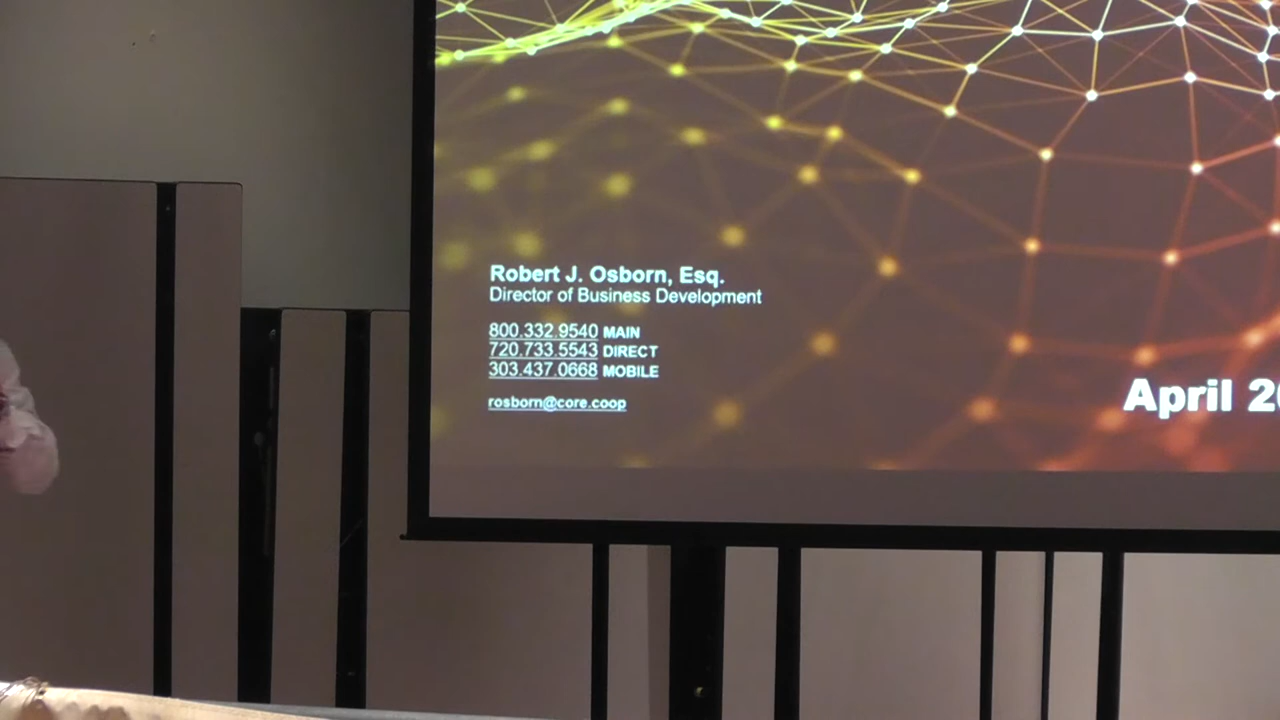 Robert J. Osborn, Esq.
Director of Business Development
800.332.9540 MAIN
720.733.5543 DIRECT
303.437.0668 MOBILE
rosborn@core.coop
April